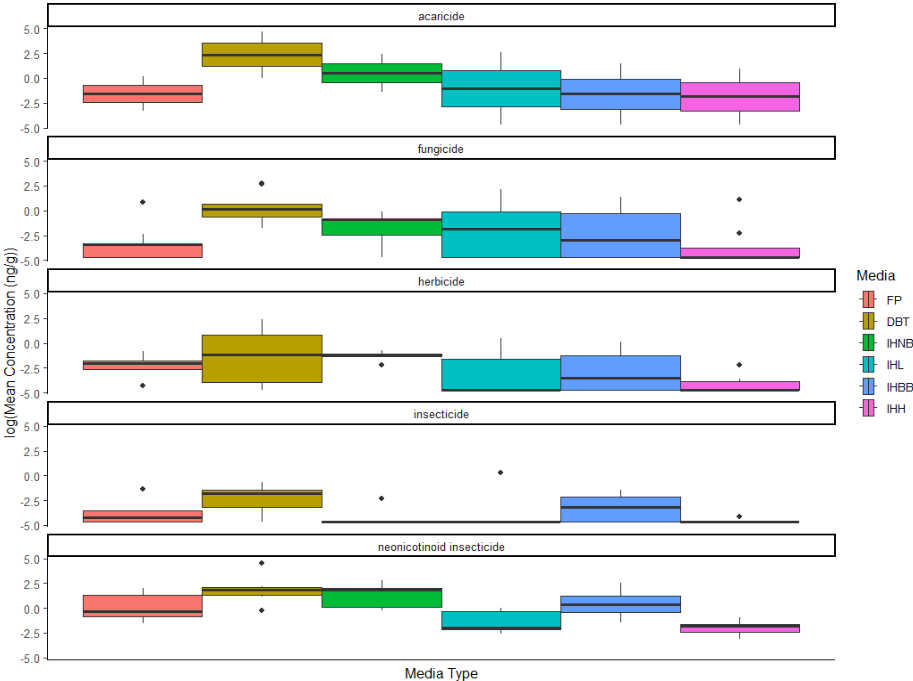 acaricide
5.0
2.5
0.0
-2.5
-5.0
fungicide
5.0
2.5
0.0
-2.5
-5.0
herbicide
5.0
2.5
0.0
-2.5
-5.0
insecticide
5.0
2.5
0.0
-2.5
-5.0
neonicotinoid insecticide
5.0
2.5
0.0
-2.5
-5.0
log(Mean Concentration (ng/g))
Media Type
Media
FP
DBT
IHNB
IHL
IHBB
IHH